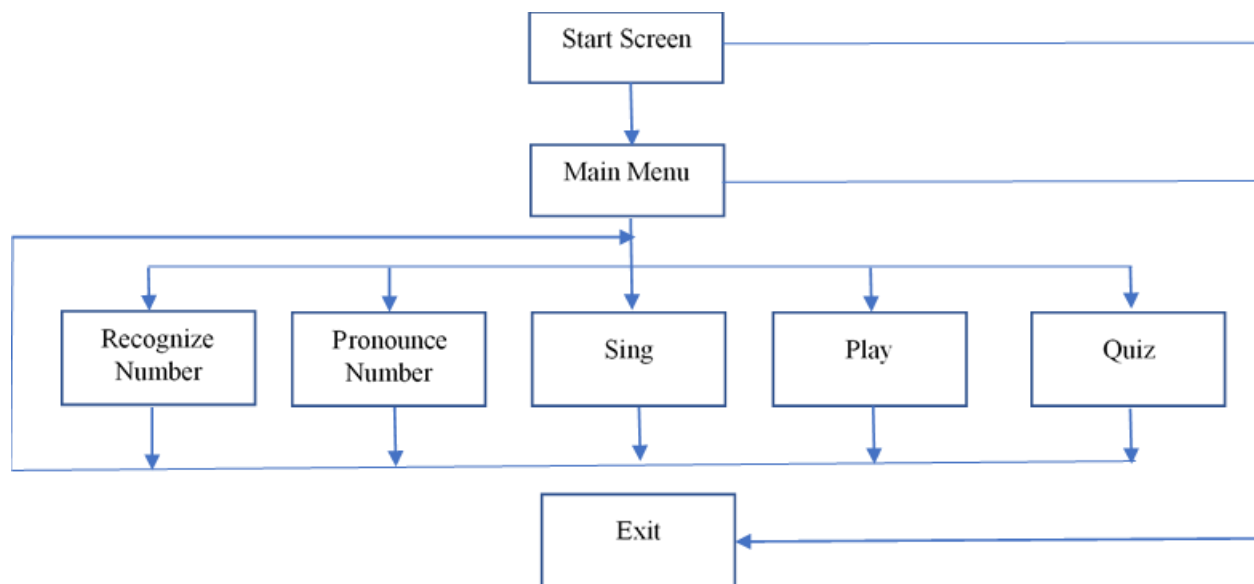 Start Screen
Main Menu
Recognize
Number
Pronounce
Number
Sing
Play
Quiz
Exit